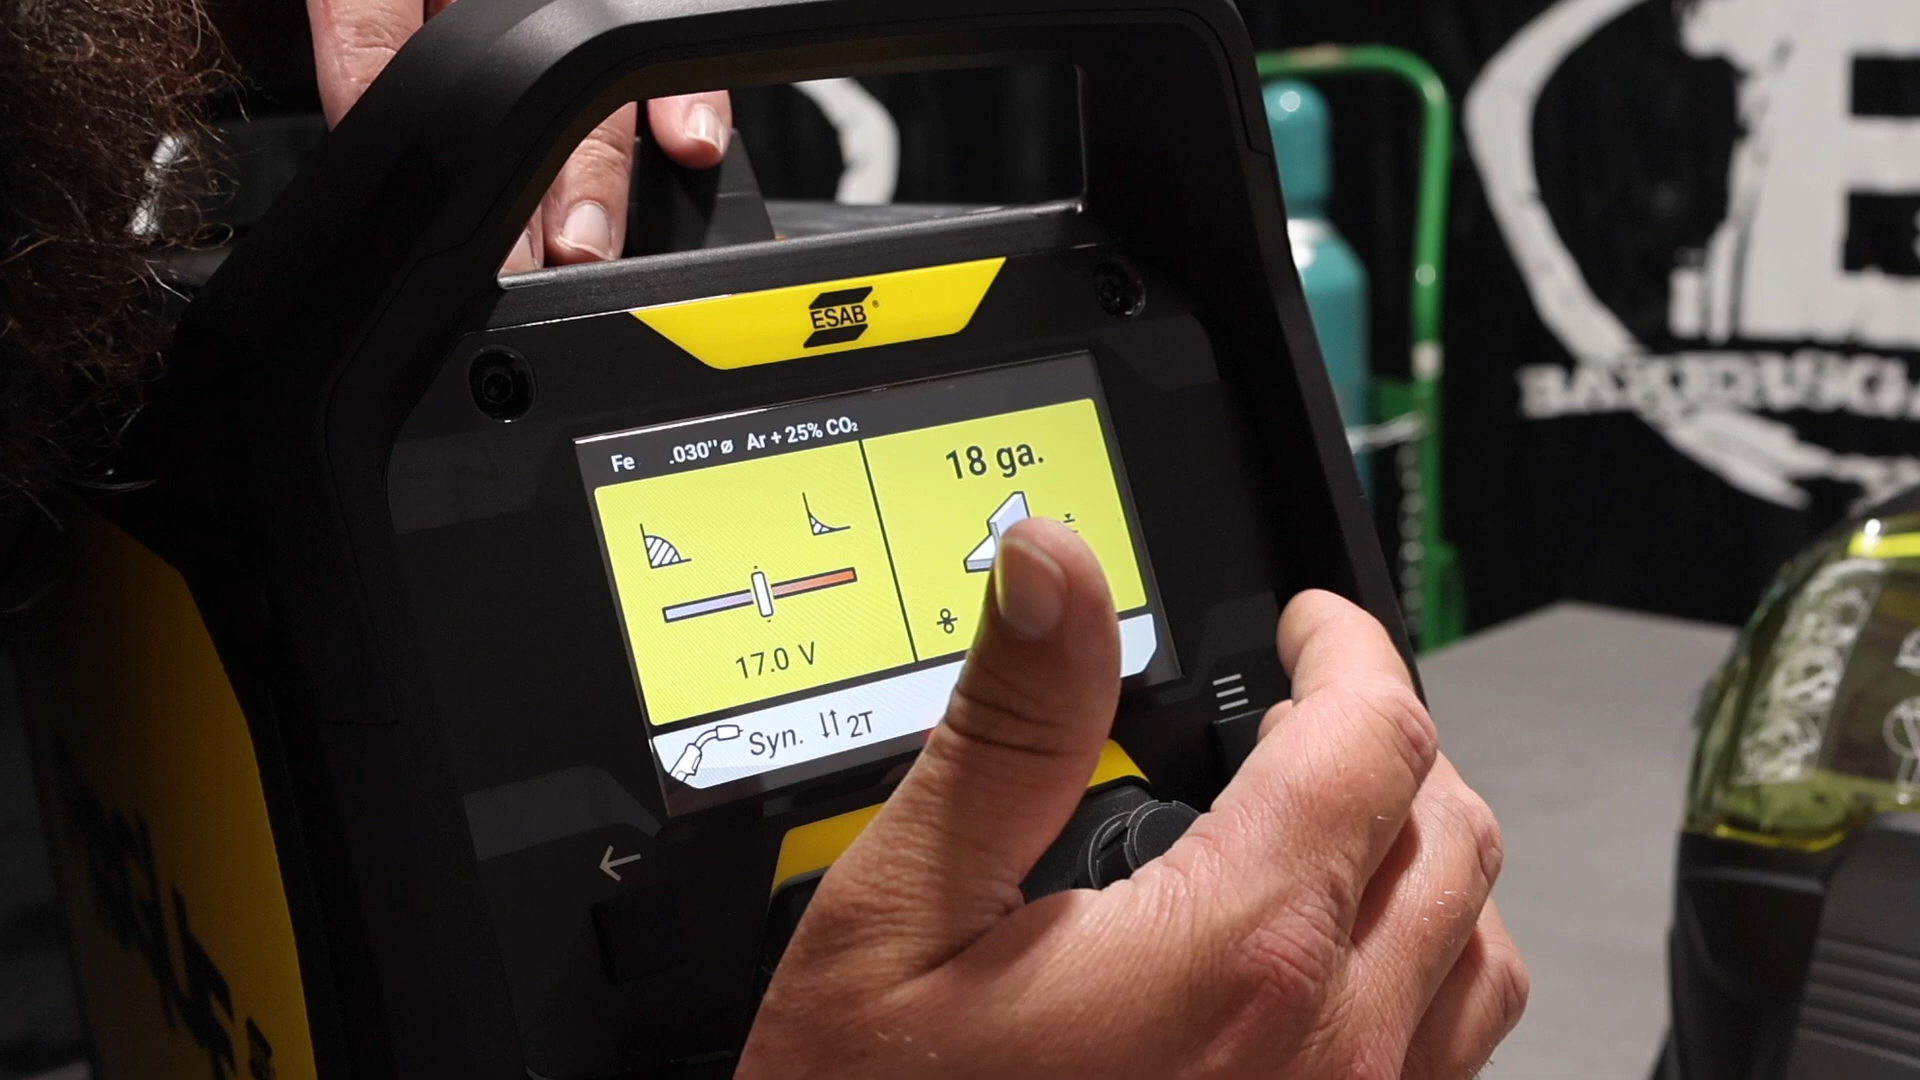 ESAB
Fe .030"⌀ Ar + 25% CO₂
18 ga.
17.0 V
Syn. 2T